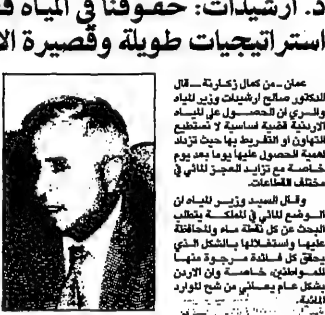 د. ارشيدات: حقوقنا في المياه
استراتيجيات طويلة وقصيرة الا
عمان - من كمال زكارنة - قال
الدكتور صالح ارشيدات وزير المياه
والري ان الحصول على المياه
الاردنية قضية اساسية لا نستطيع
التهاون او التفريط بها حيث تزداد
اهمية الحصول عليها يوما بعد يوم
خاصة مع تزايد العجز المائي في
مختلف القطاعات.
وقال السيد وزير المياه ان
الوضع المائي في المملكة يتطلب
البحث عن كل نقطة ماء والمحافظة
عليها واستغلالها بالشكل الذي
يحقق كل فائدة مرجوة منها
للمواطنين، خاصة وان الاردن
بشكل عام يعاني من شح الموارد
المائية.